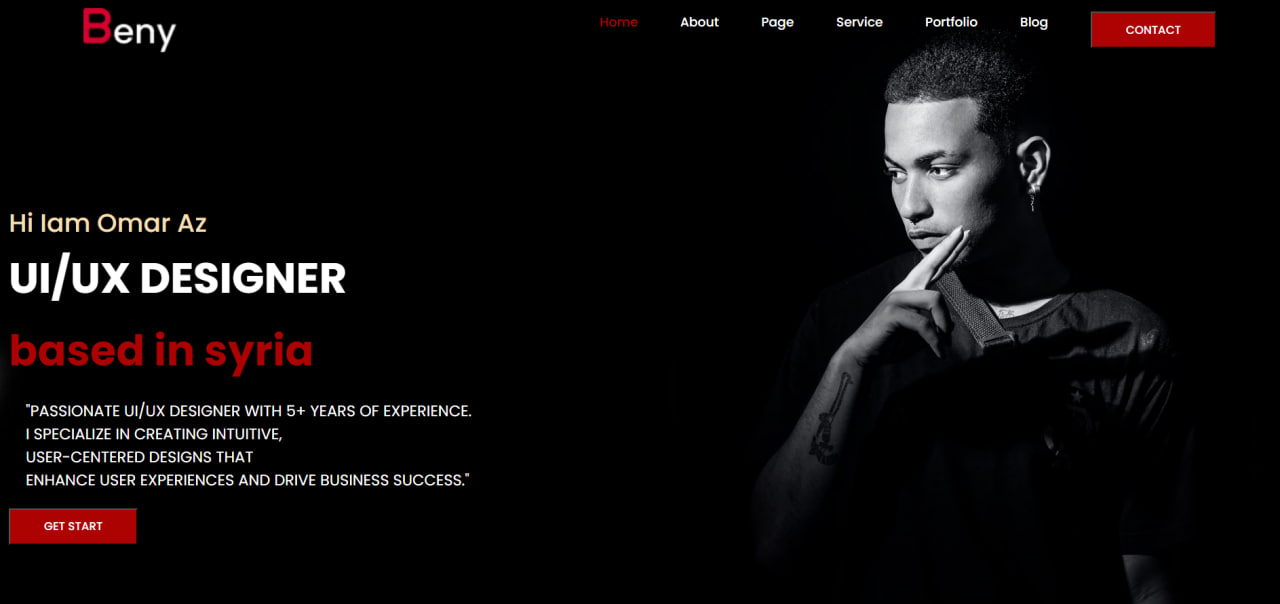 Beny
Home About Page Service Portfolio Blog CONTACT
Hi Iam Omar Az
UI/UX DESIGNER
based in syria
"PASSIONATE UI/UX DESIGNER WITH 5+ YEARS OF EXPERIENCE.
I SPECIALIZE IN CREATING INTUITIVE,
USER-CENTERED DESIGNS THAT
ENHANCE USER EXPERIENCES AND DRIVE BUSINESS SUCCESS."
GET START